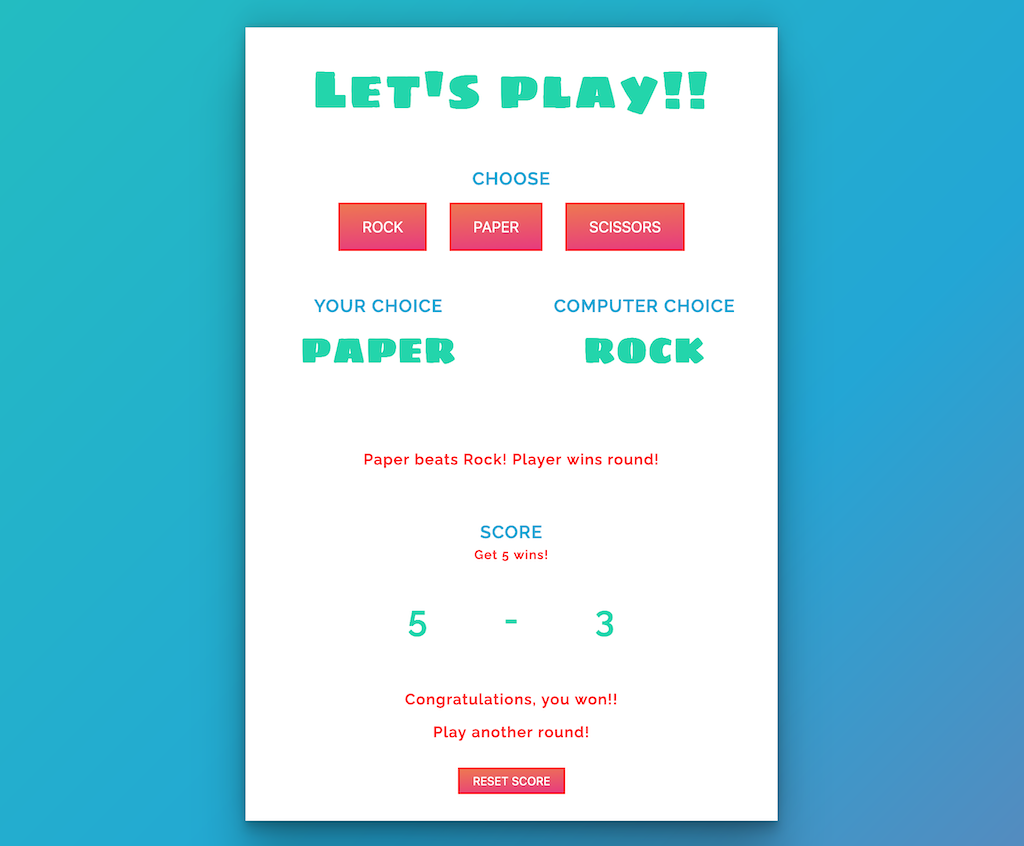 Let's play!!
CHOOSE
ROCK PAPER SCISSORS
YOUR CHOICE COMPUTER CHOICE
PAPER ROCK
Paper beats Rock! Player wins round!
SCORE
Get 5 wins!
5 - 3
Congratulations, you won!!
Play another round!
RESET SCORE